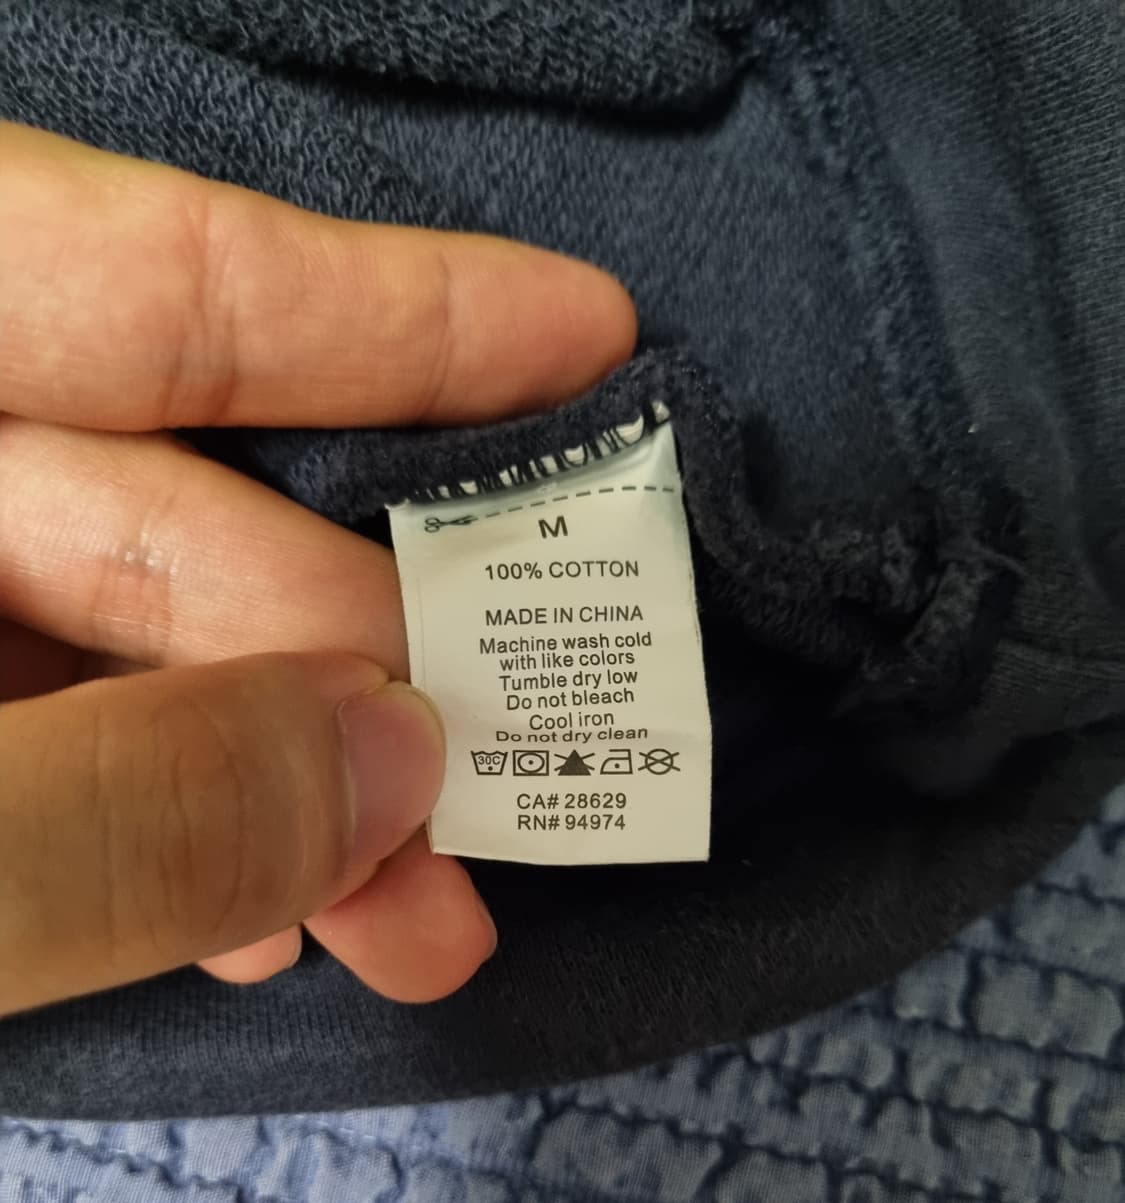 M
100% COTTON
MADE IN CHINA
Machine wash cold
with like colors
Tumble dry low
Do not bleach
Cool iron
Do not dry clean
30C
CA# 28629
RN# 94974